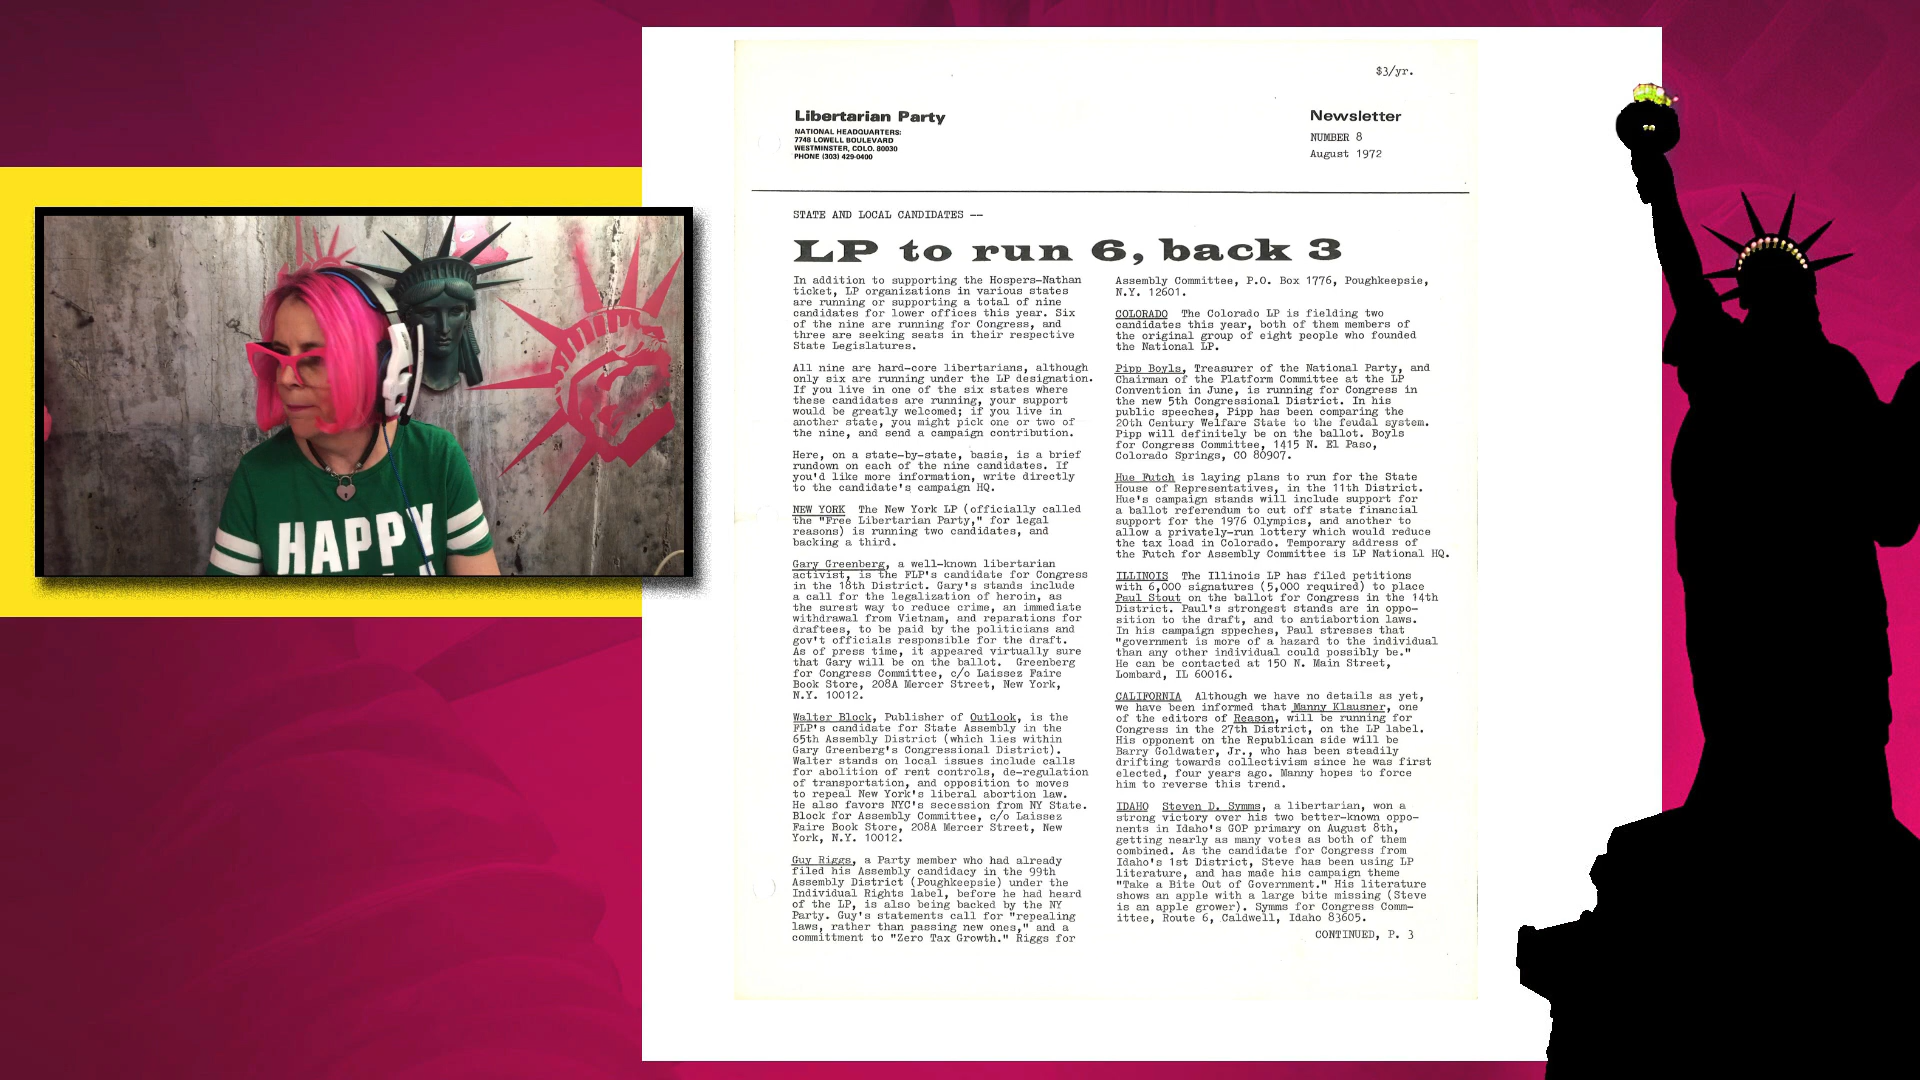 HAPPY
$3/yr.
Libertarian Party
NATIONAL HEADQUARTERS:
7748 LOWELL BOULEVARD
WESTMINSTER, COLO. 80030
PHONE (303) 429-0400
Newsletter
NUMBER 8
August 1972
STATE AND LOCAL CANDIDATES --
LP to run 6, back 3
In addition to supporting the Hospers-Nathan
ticket, LP organizations in various states
are running or supporting a total of nine
candidates for lower offices this year. Six
of the nine are running for Congress, and
three are seeking seats in their respective
State Legislatures.
All nine are hard-core libertarians, although
only six are running under the LP designation.
If you live in one of the six states where
these candidates are running, your support
would be greatly welcomed; if you live in
another state, you might pick one or two of
the nine, and send a campaign contribution.
Here, on a state-by-state, basis, is a brief
rundown on each of the nine candidates. If
you'd like more information, write directly
to the candidate's campaign HQ.
NEW YORK The New York LP (officially called
the "Free Libertarian Party," for legal
reasons) is running two candidates, and
backing a third.
Gary Greenberg, a well-known libertarian
activist, is the FLP's candidate for Congress
in the 18th District. Gary's stands include
a call for the legalization of heroin, as
the surest way to reduce crime, an immediate
withdrawal from Vietnam, and reparations for
draftees, to be paid by the politicians and
gov't officials responsible for the draft.
As of press time, it appeared virtually sure
that Gary will be on the ballot. Greenberg
for Congress Committee, c/o Laissez Faire
Book Store, 208A Mercer Street, New York,
N.Y. 10012.
Walter Block, Publisher of Outlook, is the
FLP's candidate for State Assembly in the
65th Assembly District (which lies within
Gary Greenberg's Congressional District).
Walter stands on local issues include calls
for abolition of rent controls, de-regulation
of transportation, and opposition to moves
to repeal New York's liberal abortion law.
He also favors NYC's secession from NY State.
Block for Assembly Committee, c/o Laissez
Faire Book Store, 208A Mercer Street, New
York, N.Y. 10012.
Guy Riggs, a Party member who had already
filed his Assembly candidacy in the 99th
Assembly District (Poughkeepsie) under the
Individual Rights label, before he had heard
of the LP, is also being backed by the NY
Party. Guy's statements call for "repealing
laws, rather than passing new ones," and a
committment to "Zero Tax Growth." Riggs for
Assembly Committee, P.O. Box 1776, Poughkeepsie,
N.Y. 12601.
COLORADO The Colorado LP is fielding two
candidates this year, both of them members of
the original group of eight people who founded
the National LP.
Pipp Boyls, Treasurer of the National Party, and
Chairman of the Platform Committee at the LP
Convention in June, is running for Congress in
the new 5th Congressional District. In his
public speeches, Pipp has been comparing the
20th Century Welfare State to the feudal system.
Pipp will definitely be on the ballot. Boyls
for Congress Committee, 1415 N. El Paso,
Colorado Springs, CO 80907.
Hue Futch is laying plans to run for the State
House of Representatives, in the 11th District.
Hue's campaign stands will include support for
a ballot referendum to cut off state financial
support for the 1976 Olympics, and another to
allow a privately-run lottery which would reduce
the tax load in Colorado. Temporary address of
the Futch for Assembly Committee is LP National HQ.
ILLINOIS The Illinois LP has filed petitions
with 6,000 signatures (5,000 required) to place
Paul Stout on the ballot for Congress in the 14th
District. Paul's strongest stands are in oppo-
sition to the draft, and to antiabortion laws.
In his campaign sppeches, Paul stresses that
"government is more of a hazard to the individual
than any other individual could possibly be."
He can be contacted at 150 N. Main Street,
Lombard, IL 60016.
CALIFORNIA Although we have no details as yet,
we have been informed that Manny Klausner, one
of the editors of Reason, will be running for
Congress in the 27th District, on the LP label.
His opponent on the Republican side will be
Barry Goldwater, Jr., who has been steadily
drifting towards collectivism since he was first
elected, four years ago. Manny hopes to force
him to reverse this trend.
IDAHO Steven D. Symms, a libertarian, won a
strong victory over his two better-known oppo-
nents in Idaho's GOP primary on August 8th,
getting nearly as many votes as both of them
combined. As the candidate for Congress from
Idaho's 1st District, Steve has been using LP
literature, and has made his campaign theme
"Take a Bite Out of Government." His literature
shows an apple with a large bite missing (Steve
is an apple grower). Symms for Congress Comm-
ittee, Route 6, Caldwell, Idaho 83605.
CONTINUED, P. 3